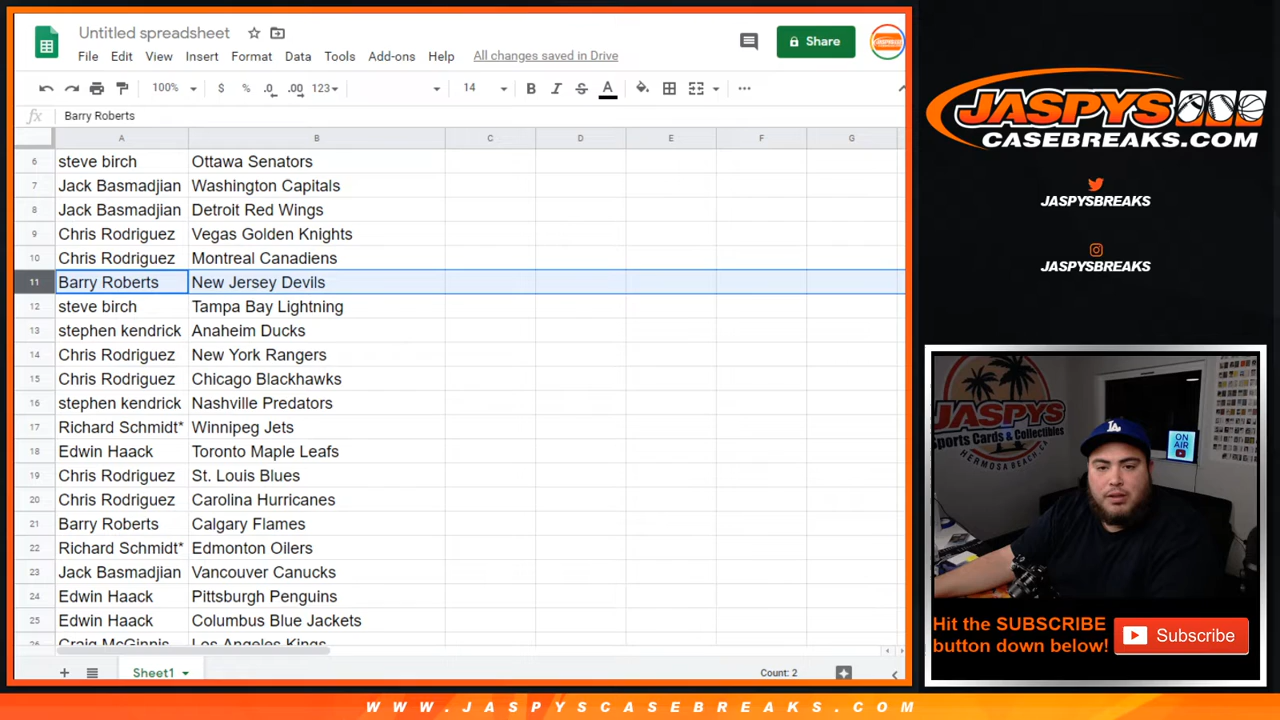 Untitled spreadsheet
File Edit View Insert Format Data Tools Add-ons Help All changes saved in Drive
Share
100% $ % .0 .00 123 14 B I S A
fx Barry Roberts
A B C D E F G
6 steve birch Ottawa Senators
7 Jack Basmadjian Washington Capitals
8 Jack Basmadjian Detroit Red Wings
9 Chris Rodriguez Vegas Golden Knights
10 Chris Rodriguez Montreal Canadiens
11 Barry Roberts New Jersey Devils
12 steve birch Tampa Bay Lightning
13 stephen kendrick Anaheim Ducks
14 Chris Rodriguez New York Rangers
15 Chris Rodriguez Chicago Blackhawks
16 stephen kendrick Nashville Predators
17 Richard Schmidt* Winnipeg Jets
18 Edwin Haack Toronto Maple Leafs
19 Chris Rodriguez St. Louis Blues
20 Chris Rodriguez Carolina Hurricanes
21 Barry Roberts Calgary Flames
22 Richard Schmidt* Edmonton Oilers
23 Jack Basmadjian Vancouver Canucks
24 Edwin Haack Pittsburgh Penguins
25 Edwin Haack Columbus Blue Jackets
26 Craig McGinnis Los Angeles Kings
Sheet1
Count: 2
JASPYS
CASEBREAKS.COM
JASPYSBREAKS
JASPYSBREAKS
JASPYS
Sports Cards & Collectibles
HERMOSA BEACH, CA
ON
AIR
LA
Hit the SUBSCRIBE
button down below!
Subscribe
WWW.JASPYSCASEBREAKS.COM